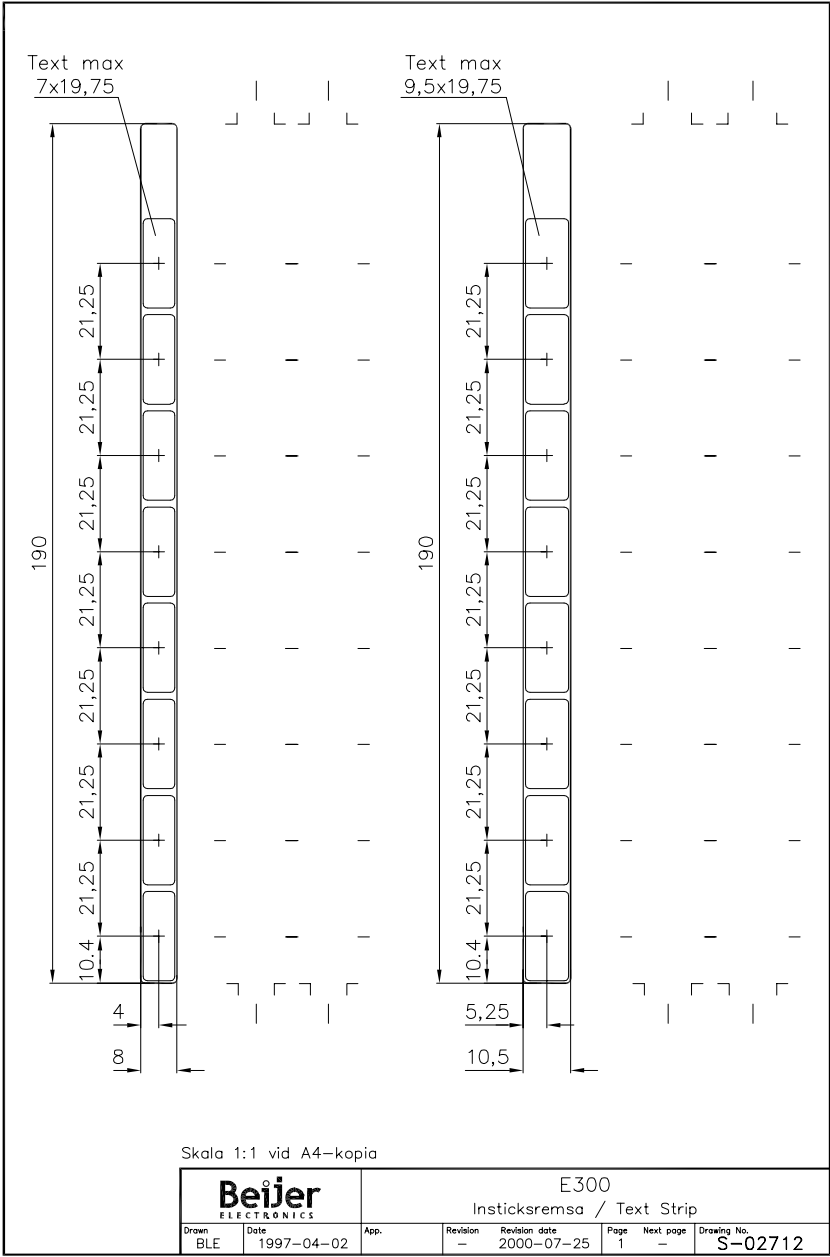 Text max
7x19,75
Text max
9,5x19,75
190
21,25
21,25
21,25
21,25
21,25
21,25
21,25
10.4
4
8
190
21,25
21,25
21,25
21,25
21,25
21,25
21,25
10.4
5,25
10,5
Skala 1:1 vid A4-kopia
Beijer
ELECTRONICS
E300
Insticksremsa / Text Strip
Drawn
BLE
Date
1997-04-02
App.
Revision
-
Revision date
2000-07-25
Page
1
Next page
-
Drawing No.
S-02712